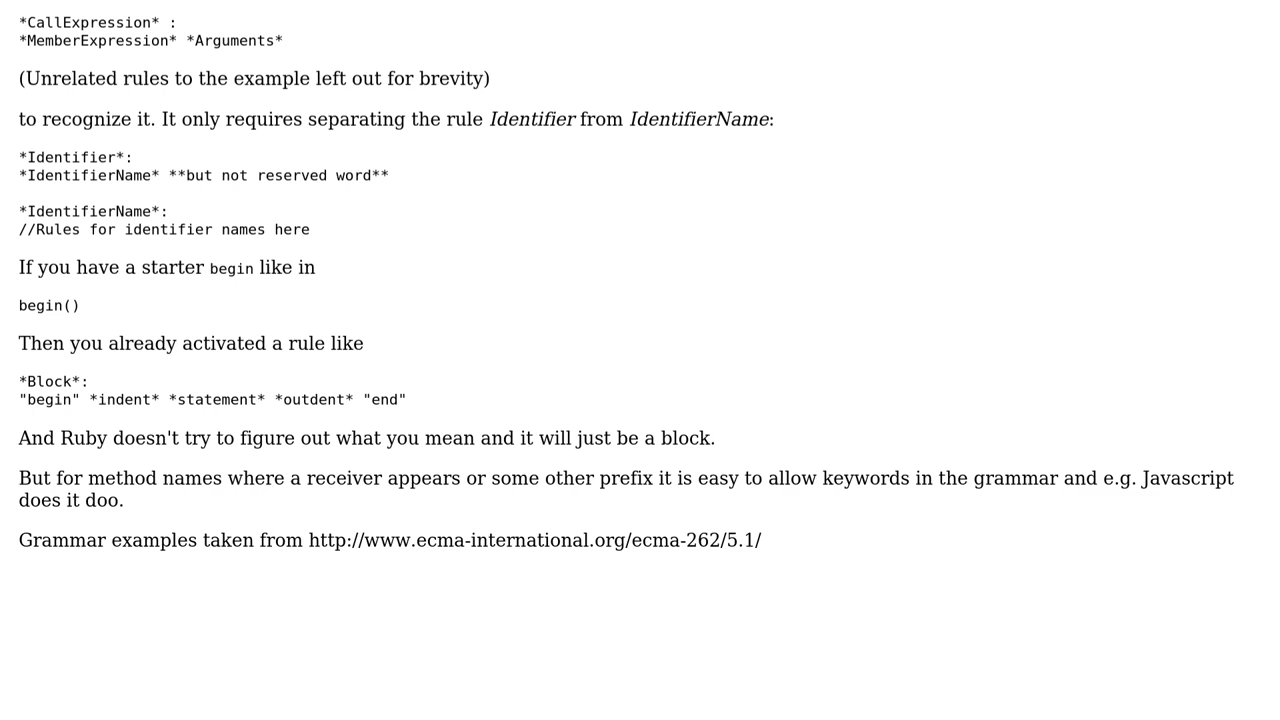 *CallExpression* :
*MemberExpression* *Arguments*
(Unrelated rules to the example left out for brevity)
to recognize it. It only requires separating the rule Identifier from IdentifierName:
*Identifier*:
*IdentifierName* **but not reserved word**
*IdentifierName*:
//Rules for identifier names here
If you have a starter begin like in
begin()
Then you already activated a rule like
*Block*:
"begin" *indent* *statement* *outdent* "end"
And Ruby doesn't try to figure out what you mean and it will just be a block.
But for method names where a receiver appears or some other prefix it is easy to allow keywords in the grammar and e.g. Javascript
does it doo.
Grammar examples taken from http://www.ecma-international.org/ecma-262/5.1/